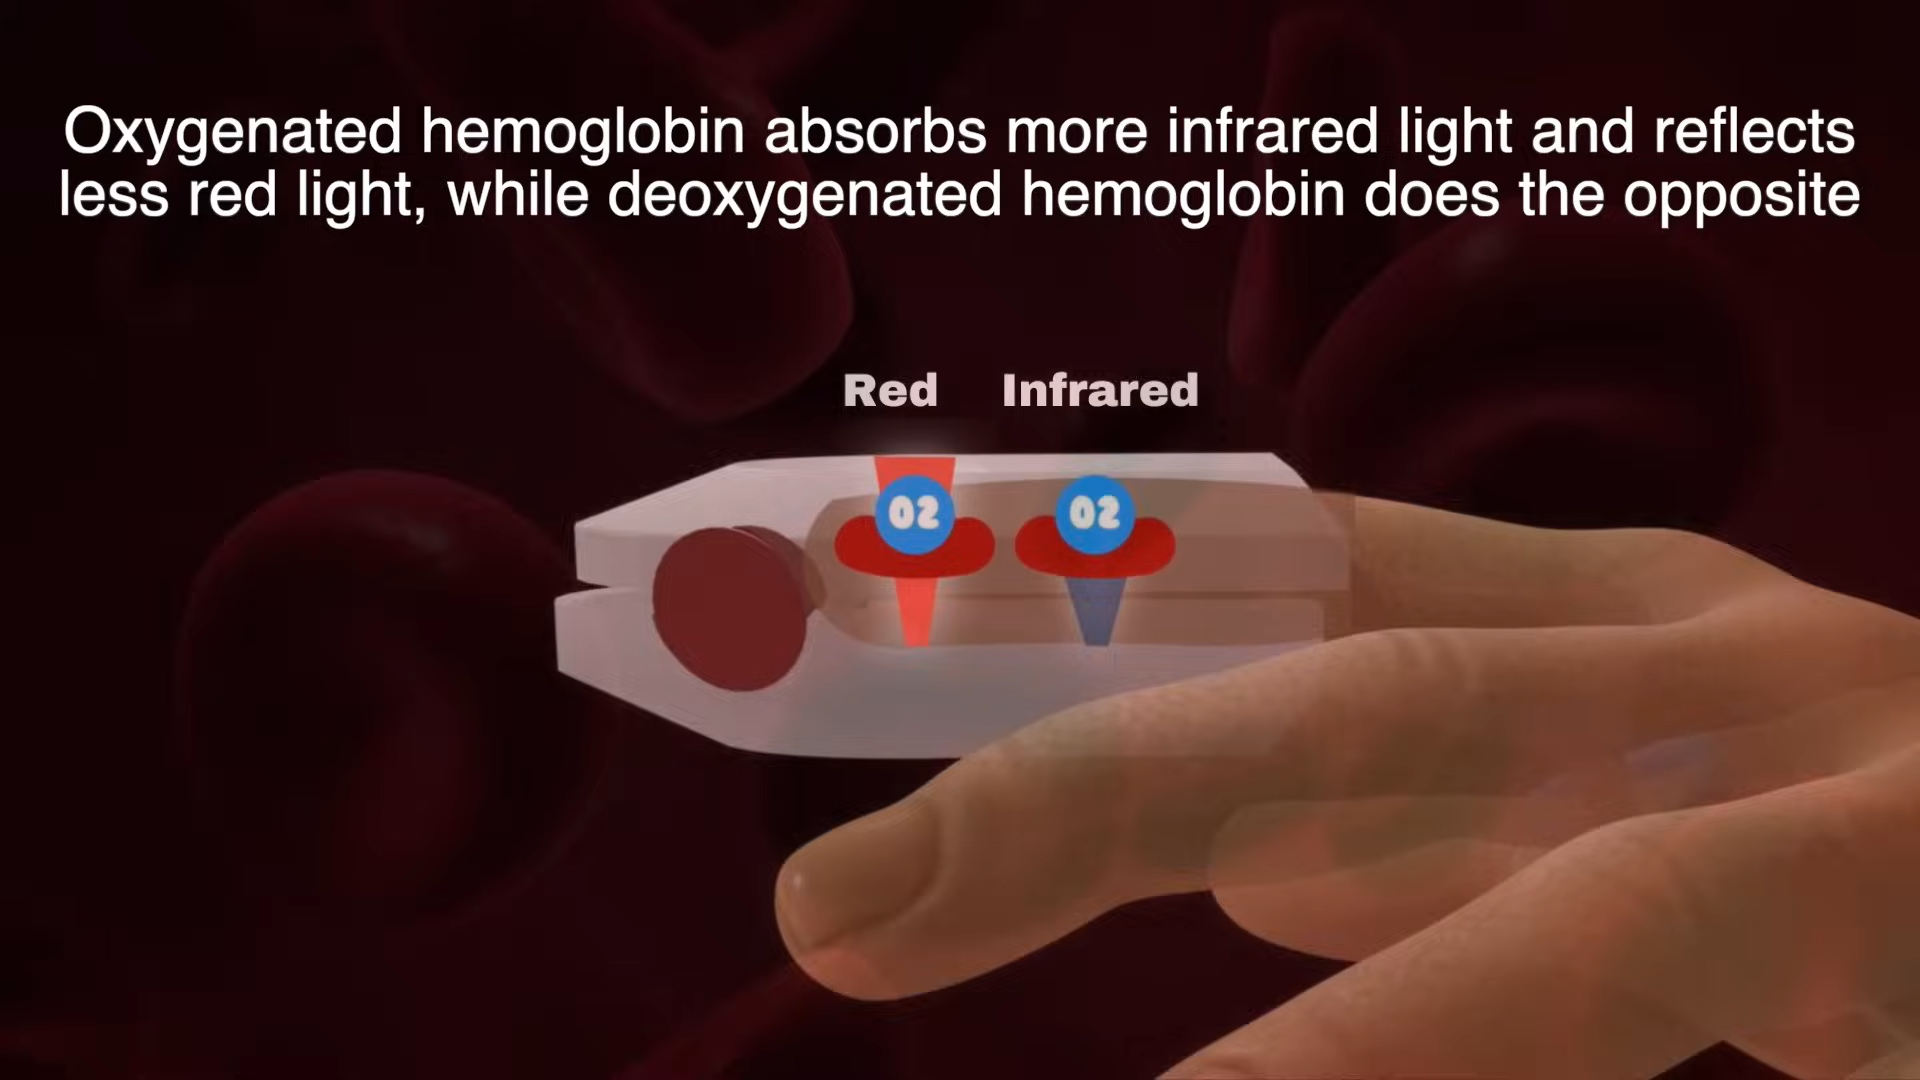 Oxygenated hemoglobin absorbs more infrared light and reflects
less red light, while deoxygenated hemoglobin does the opposite
Red Infrared
02 02